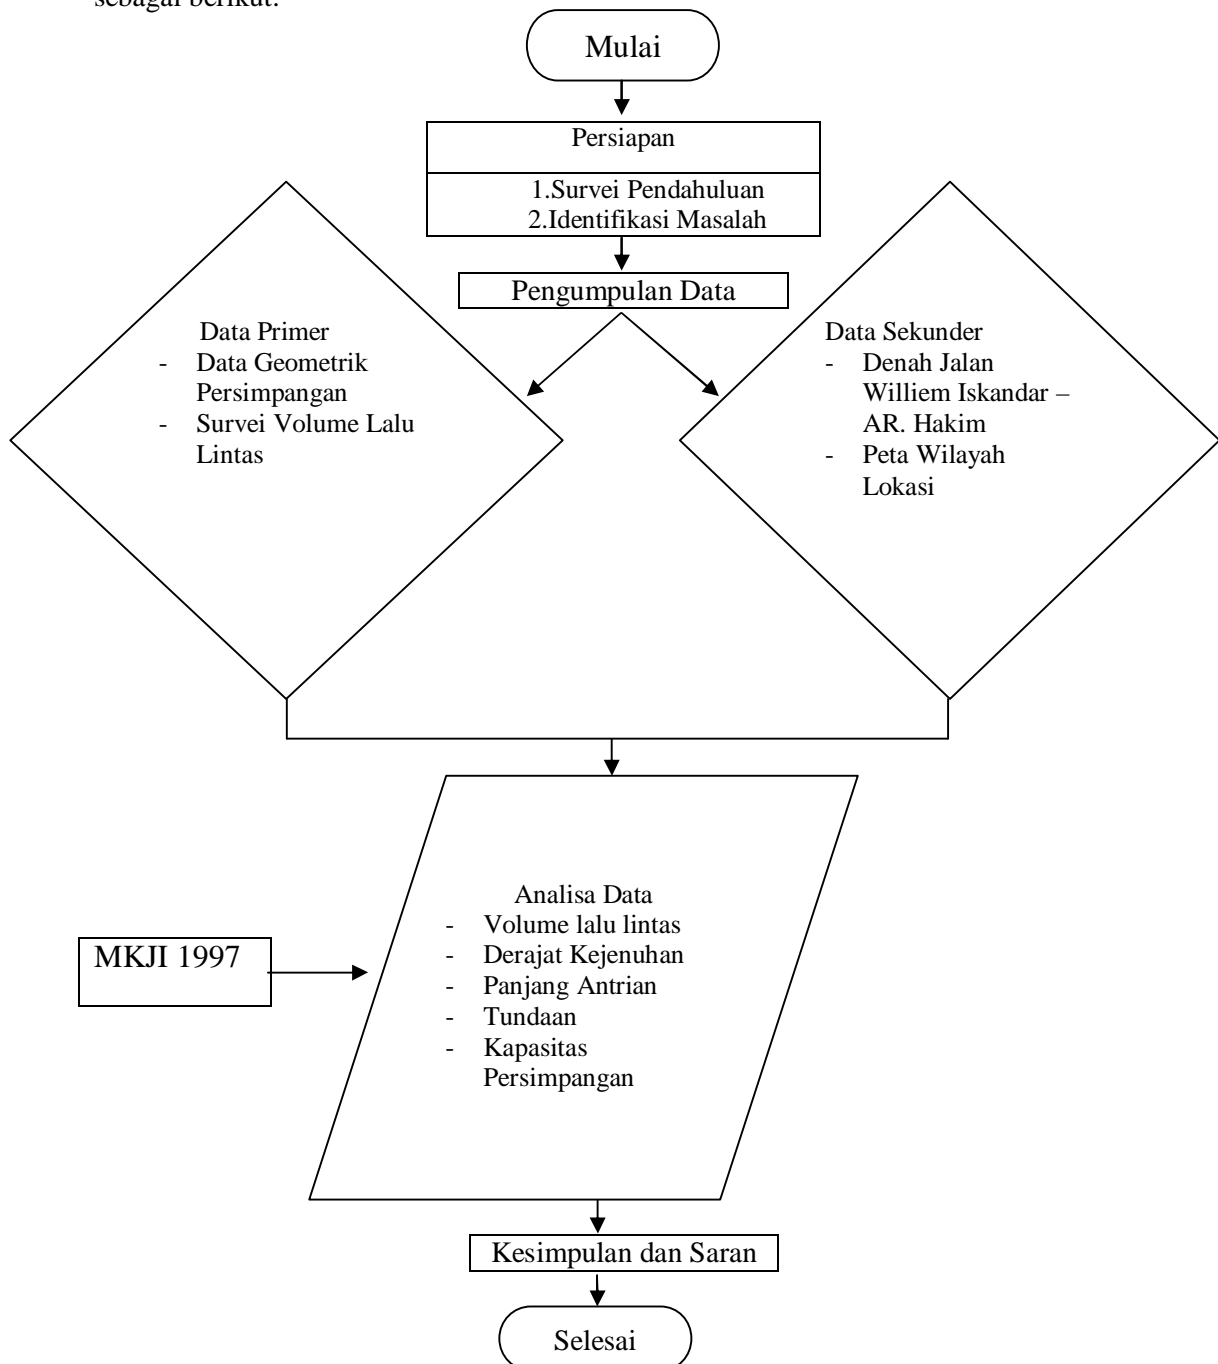 sebagai berikut:
Mulai
Persiapan
1.Survei Pendahuluan
2.Identifikasi Masalah
Pengumpulan Data
Data Primer
- Data Geometrik
Persimpangan
- Survei Volume Lalu
Lintas
Data Sekunder
- Denah Jalan
Williem Iskandar –
AR. Hakim
- Peta Wilayah
Lokasi
Analisa Data
- Volume lalu lintas
- Derajat Kejenuhan
- Panjang Antrian
- Tundaan
- Kapasitas
Persimpangan
MKJI 1997
Kesimpulan dan Saran
Selesai